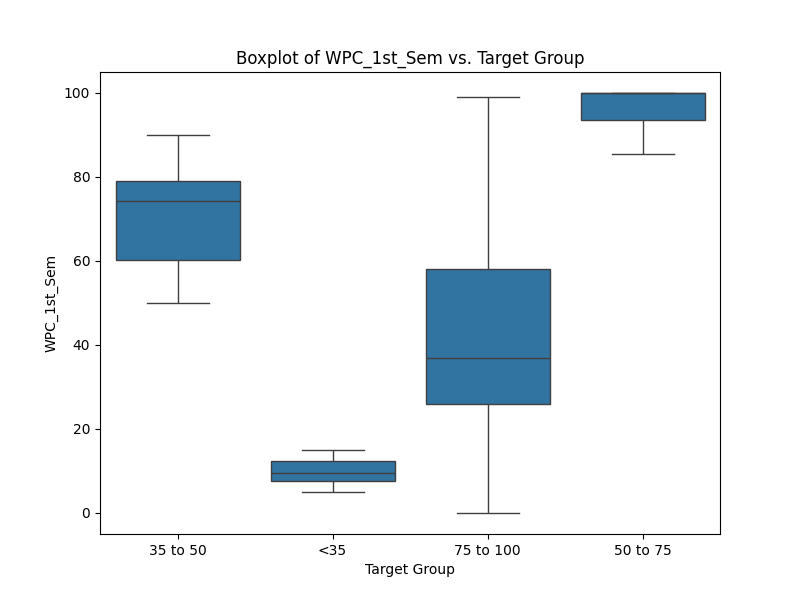 Boxplot of WPC_1st_Sem vs. Target Group
100
80
60
40
20
0
WPC_1st_Sem
35 to 50
<35
75 to 100
50 to 75
Target Group